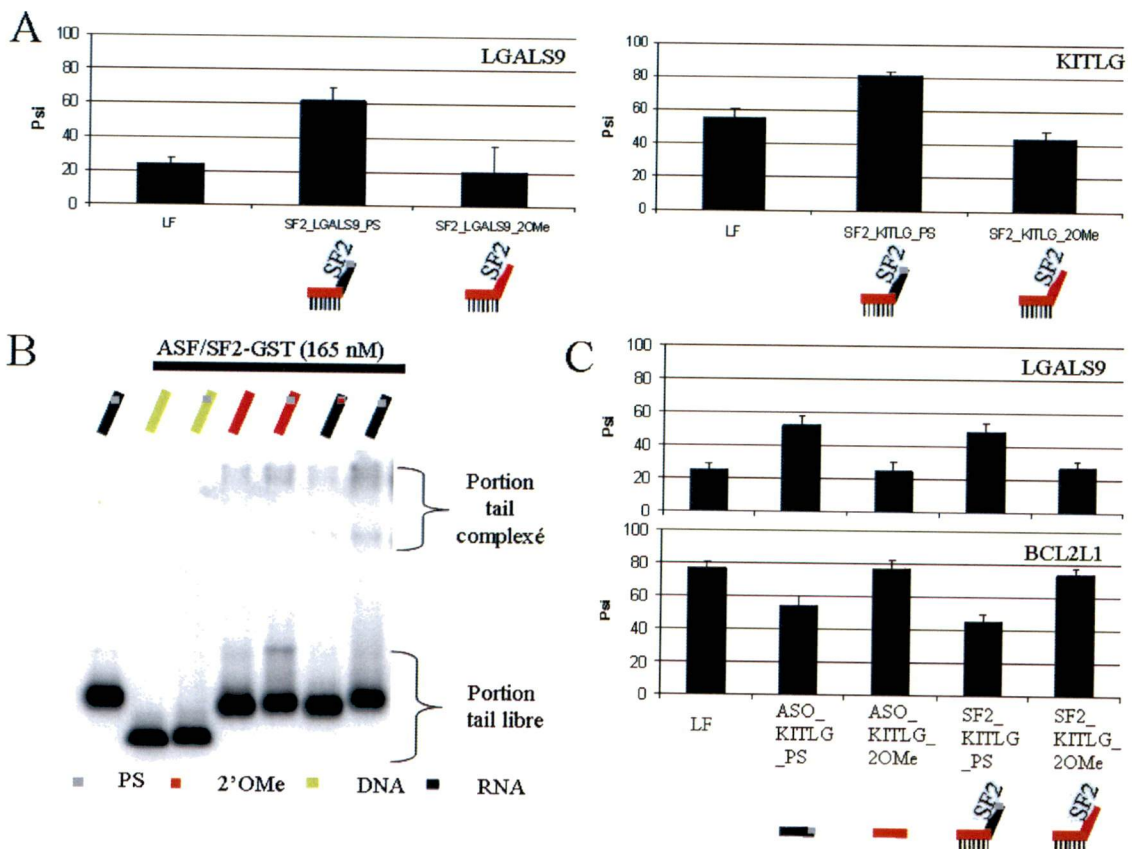 A
LGALS9
100
80
60
40
20
0
Psi
LF
SF2_LGALS9_PS
SF2_LGALS9_2OMe
SF2
SF2
KITLG
100
80
60
40
20
0
Psi
LF
SF2_KITLG_PS
SF2_KITLG_2OMe
SF2
SF2
B
ASF/SF2-GST (165 nM)
Portion
tail
complexé
Portion
tail libre
PS
2'OMe
DNA
RNA
C
LGALS9
100
80
60
40
20
0
Psi
BCL2L1
100
80
60
40
20
0
Psi
LF
ASO_
KITLG
_PS
ASO_
KITLG_
2OMe
SF2_
KITLG
_PS
SF2_
KITLG_
2OMe
SF2
SF2